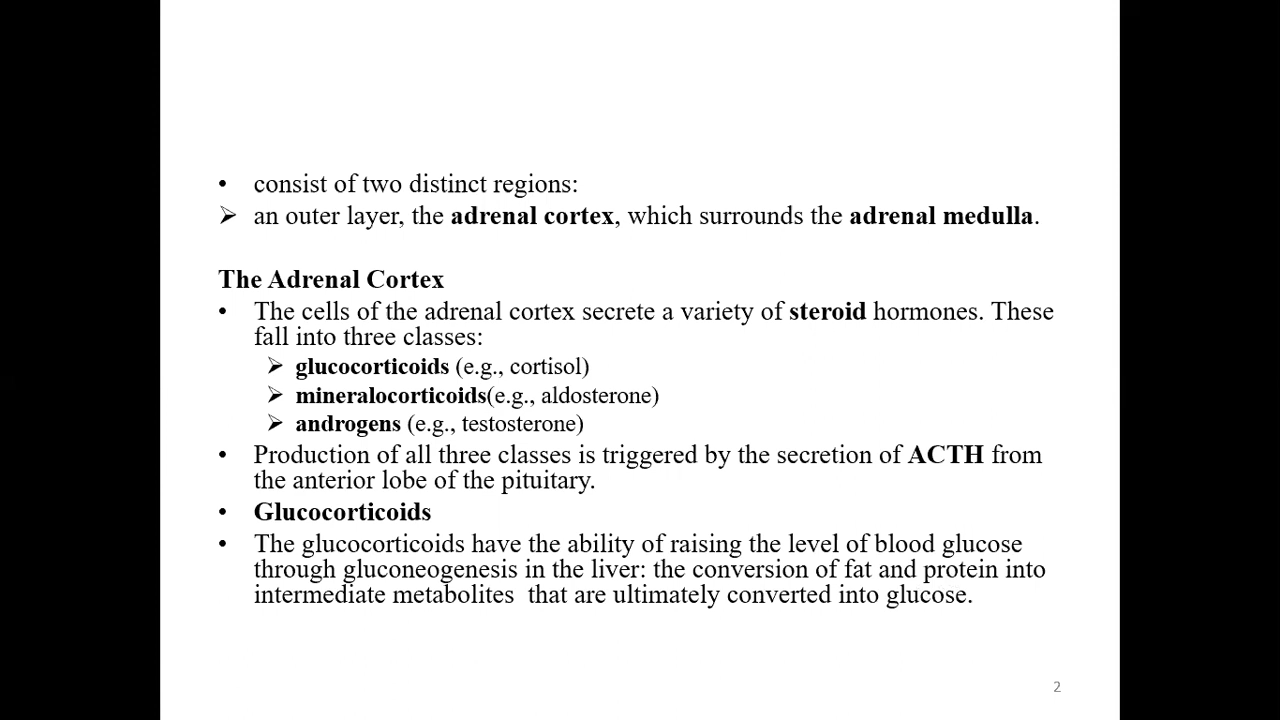 • consist of two distinct regions:
➢ an outer layer, the adrenal cortex, which surrounds the adrenal medulla.
The Adrenal Cortex
• The cells of the adrenal cortex secrete a variety of steroid hormones. These
fall into three classes:
➢ glucocorticoids (e.g., cortisol)
➢ mineralocorticoids(e.g., aldosterone)
➢ androgens (e.g., testosterone)
• Production of all three classes is triggered by the secretion of ACTH from
the anterior lobe of the pituitary.
• Glucocorticoids
• The glucocorticoids have the ability of raising the level of blood glucose
through gluconeogenesis in the liver: the conversion of fat and protein into
intermediate metabolites  that are ultimately converted into glucose.
2